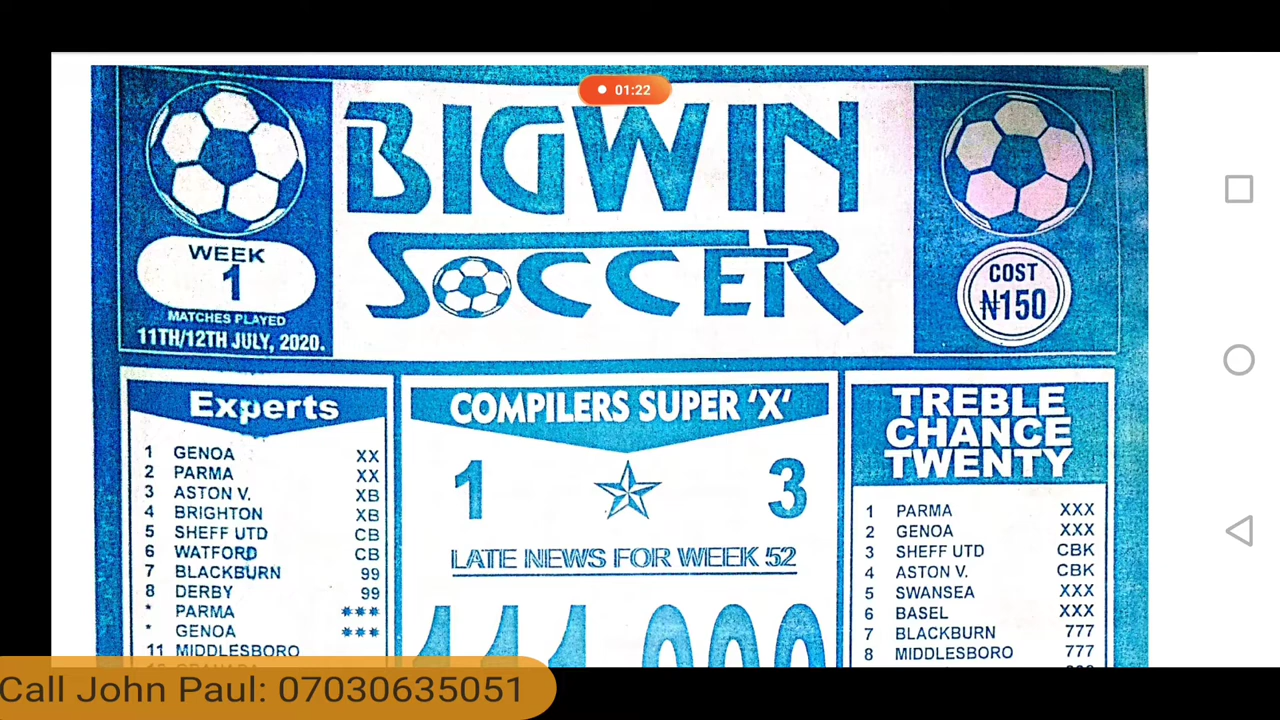 01:22
BIGWIN
SOCCER
WEEK
1
MATCHES PLAYED
11TH/12TH JULY, 2020.
COST
₦150
Experts
1 GENOA XX
2 PARMA XX
3 ASTON V. XB
4 BRIGHTON XB
5 SHEFF UTD CB
6 WATFORD CB
7 BLACKBURN 99
8 DERBY 99
* PARMA ***
* GENOA ***
11 MIDDLESBORO
COMPILERS SUPER 'X'
1 3
LATE NEWS FOR WEEK 52
111,000
TREBLE
CHANCE
TWENTY
1 PARMA XXX
2 GENOA XXX
3 SHEFF UTD CBK
4 ASTON V. CBK
5 SWANSEA XXX
6 BASEL XXX
7 BLACKBURN 777
8 MIDDLESBORO 777
Call John Paul: 07030635051